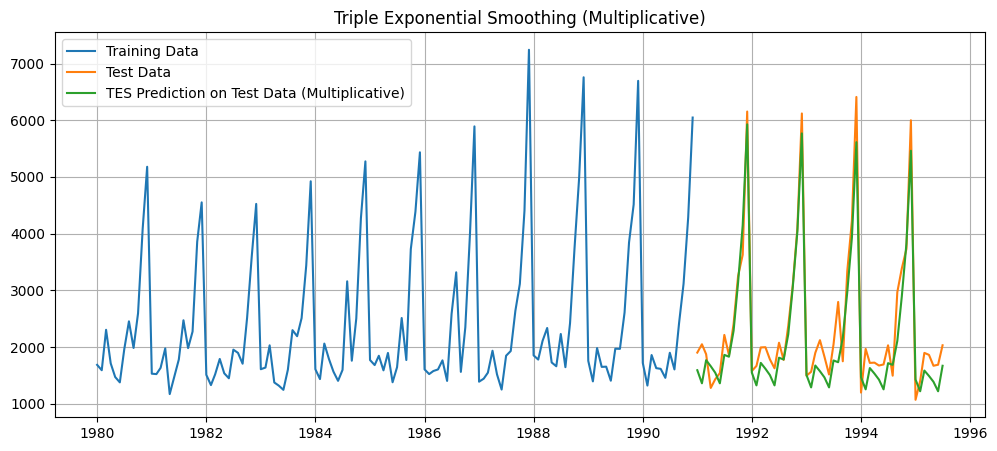 Triple Exponential Smoothing (Multiplicative)
Training Data
Test Data
TES Prediction on Test Data (Multiplicative)
7000
6000
5000
4000
3000
2000
1000
1980 1982 1984 1986 1988 1990 1992 1994 1996